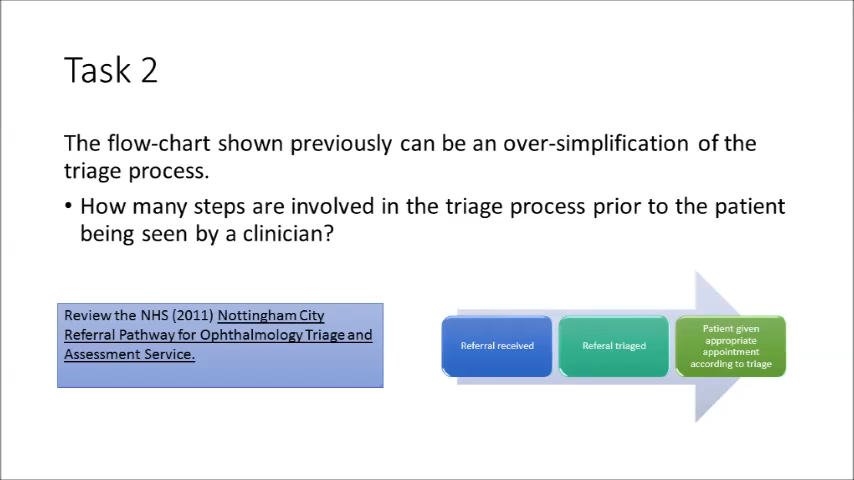 Task 2
The flow-chart shown previously can be an over-simplification of the
triage process.
• How many steps are involved in the triage process prior to the patient
being seen by a clinician?
Review the NHS (2011) Nottingham City
Referral Pathway for Ophthalmology Triage and
Assessment Service.
Referral received
Referal triaged
Patient given
appropriate
appointment
according to triage